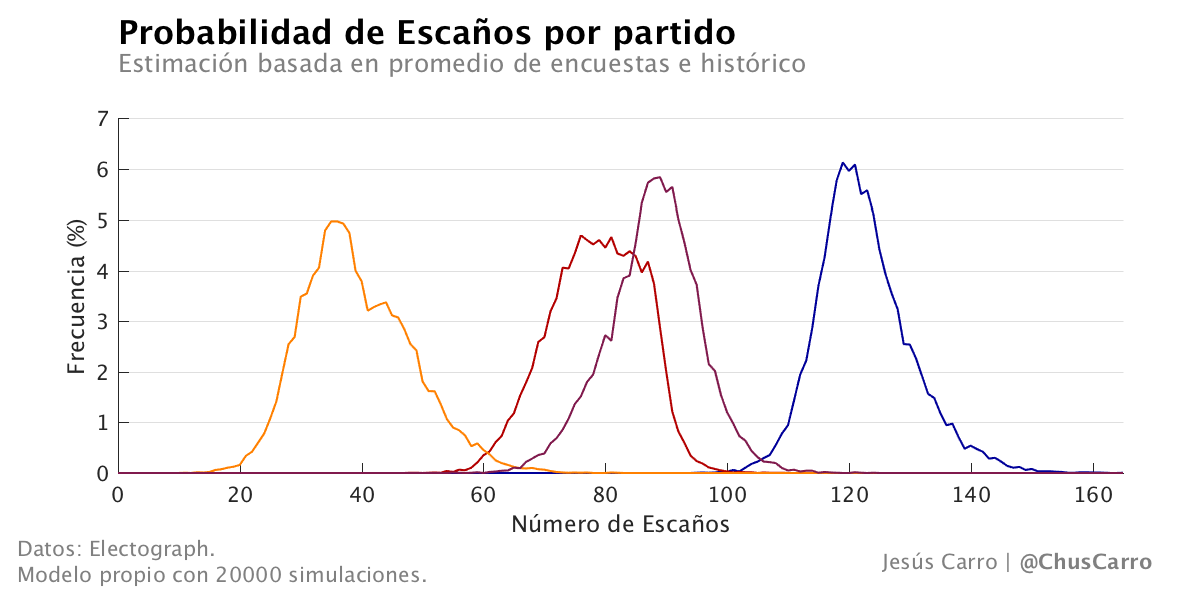 Probabilidad de Escaños por partido
Estimación basada en promedio de encuestas e histórico
7
6
5
4
3
2
1
0
Frecuencia (%)
0 20 40 60 80 100 120 140 160
Número de Escaños
Datos: Electograph.
Modelo propio con 20000 simulaciones.
Jesús Carro | @ChusCarro